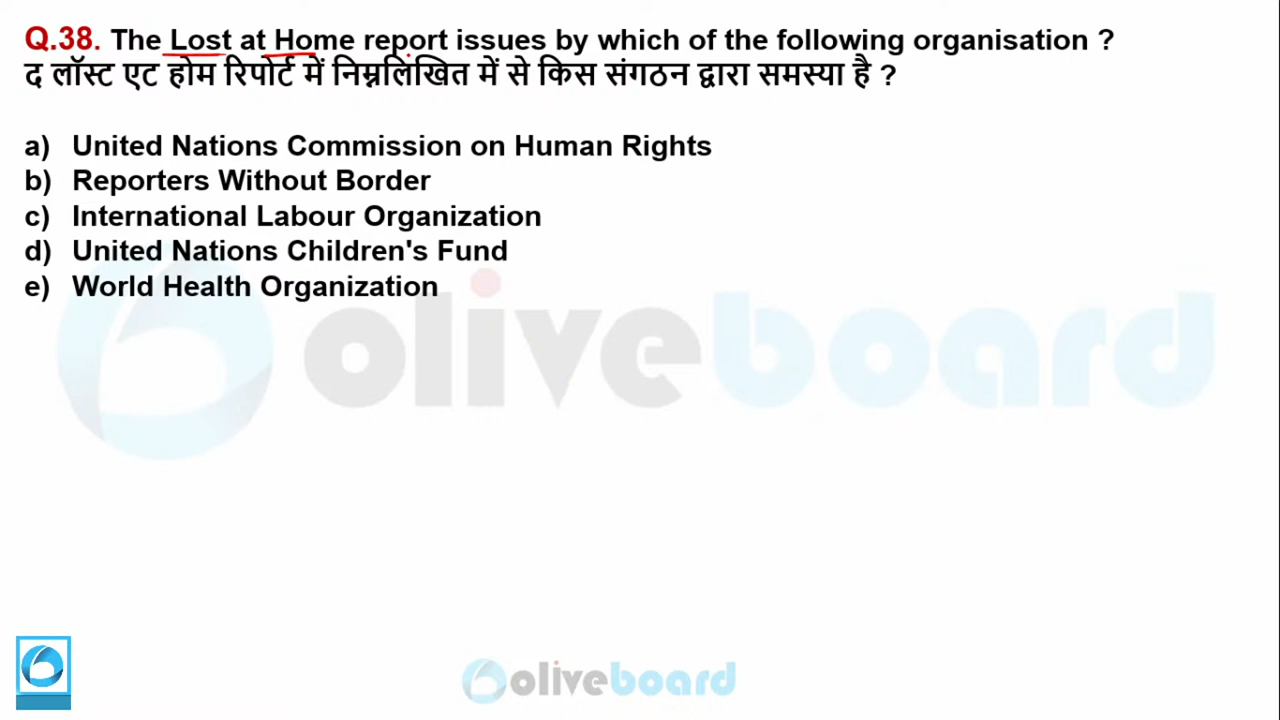 Q.38. The Lost at Home report issues by which of the following organisation ?
द लॉस्ट एट होम रिपोर्ट में निम्नलिखित में से किस संगठन द्वारा समस्या है ?
a) United Nations Commission on Human Rights
b) Reporters Without Border
c) International Labour Organization
d) United Nations Children's Fund
e) World Health Organization
oliveboard
oliveboard